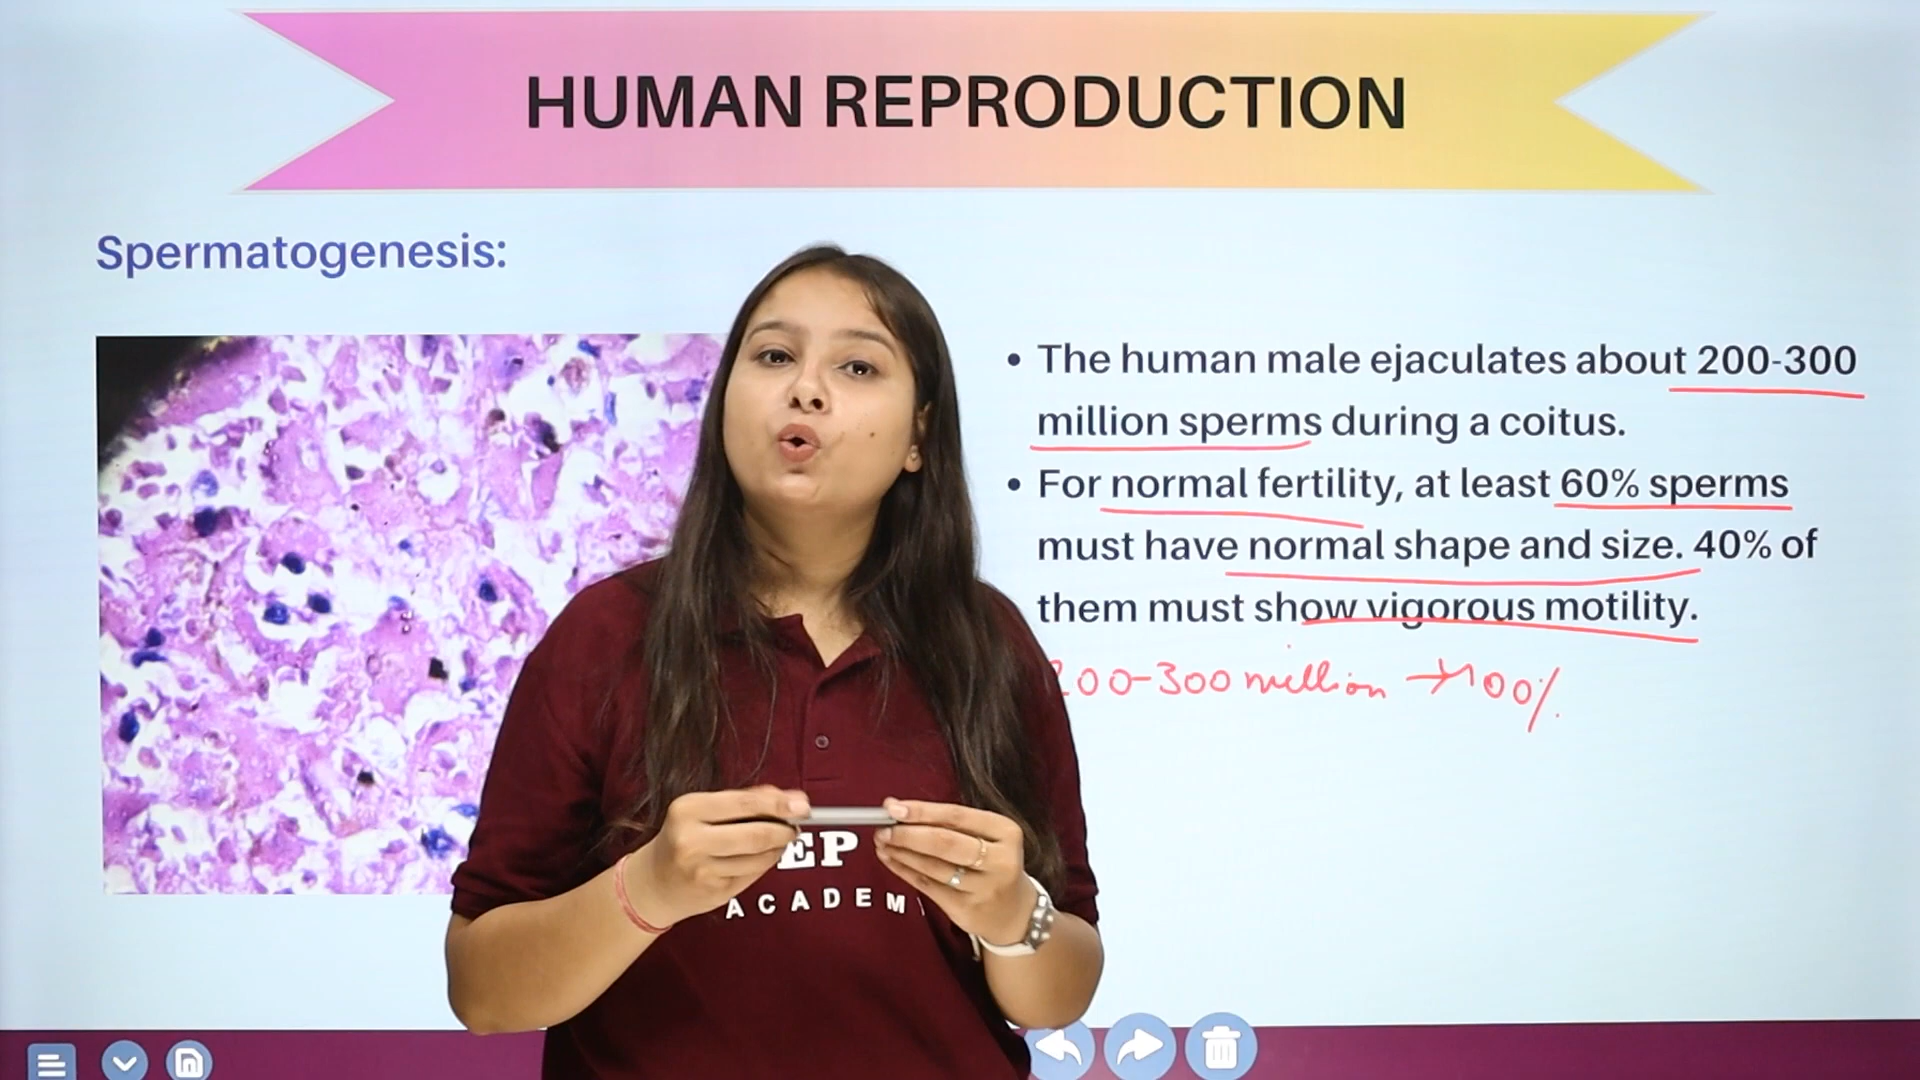 HUMAN REPRODUCTION
Spermatogenesis:
• The human male ejaculates about 200-300
million sperms during a coitus.
• For normal fertility, at least 60% sperms
must have normal shape and size. 40% of
them must show vigorous motility.
200-300 million → 100%
EP
ACADEM